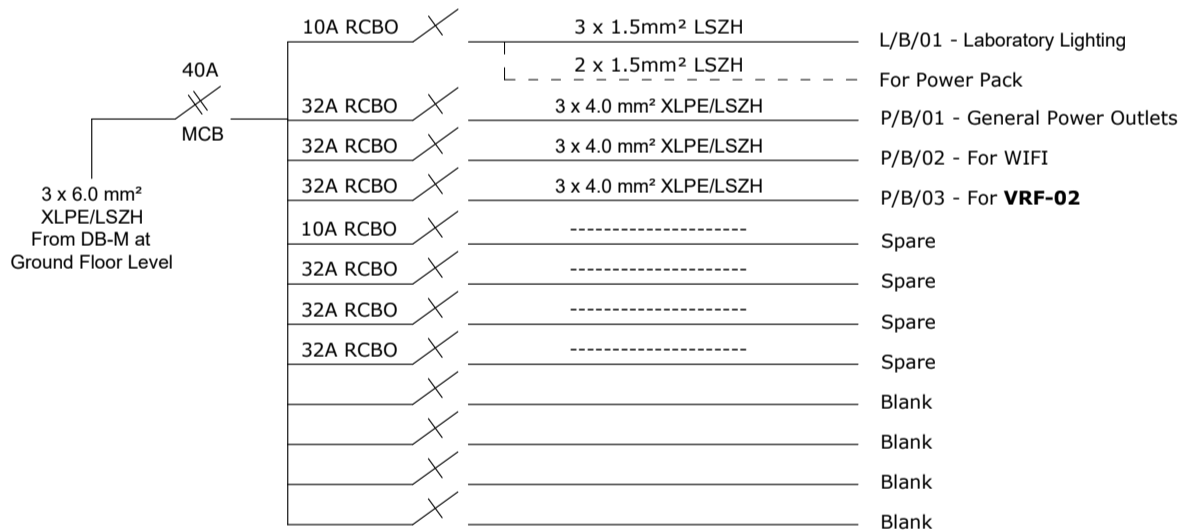 10A RCBO 3 x 1.5mm² LSZH L/B/01 - Laboratory Lighting
2 x 1.5mm² LSZH For Power Pack
40A
MCB
32A RCBO 3 x 4.0 mm² XLPE/LSZH P/B/01 - General Power Outlets
32A RCBO 3 x 4.0 mm² XLPE/LSZH P/B/02 - For WIFI
32A RCBO 3 x 4.0 mm² XLPE/LSZH P/B/03 - For VRF-02
3 x 6.0 mm²
XLPE/LSZH
From DB-M at
Ground Floor Level
10A RCBO --------------------- Spare
32A RCBO --------------------- Spare
32A RCBO --------------------- Spare
32A RCBO --------------------- Spare
Blank
Blank
Blank
Blank